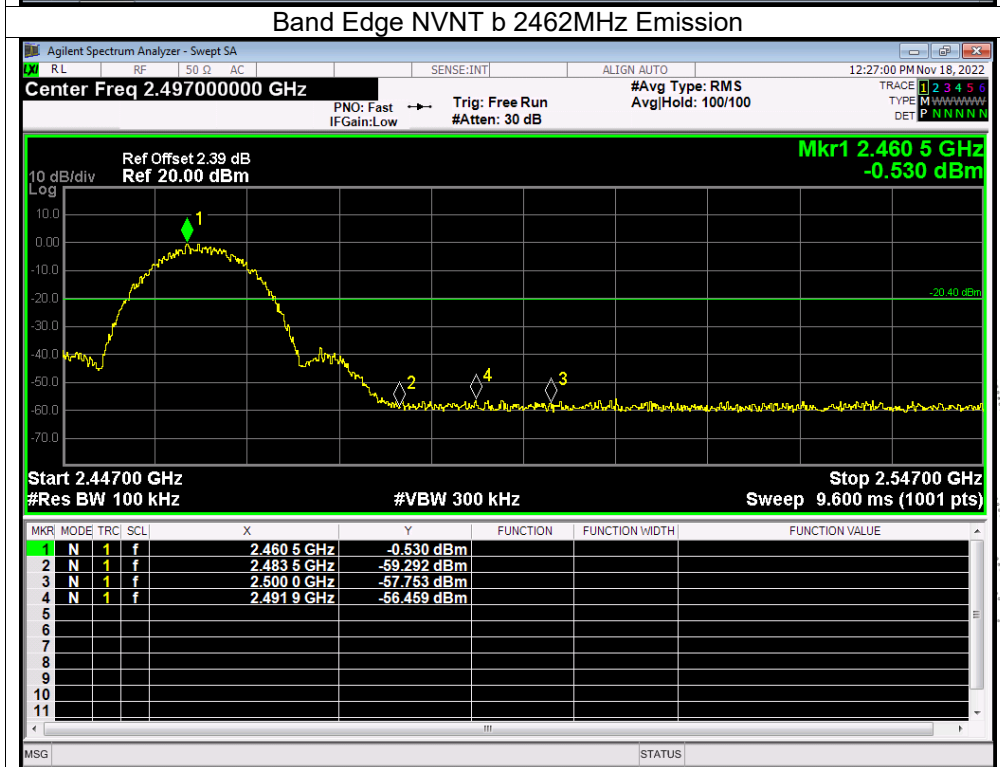 Band Edge NVNT b 2462MHz Emission
Agilent Spectrum Analyzer - Swept SA
LXI RL RF 50 Ω AC SENSE:INT ALIGN AUTO 12:27:00 PM Nov 18, 2022
Center Freq 2.497000000 GHz #Avg Type: RMS TRACE 1 2 3 4 5 6
PNO: Fast Trig: Free Run Avg|Hold: 100/100 TYPE M WWWWW
IFGain:Low #Atten: 30 dB DET P N N N N N
Mkr1 2.460 5 GHz
-0.530 dBm
Ref Offset 2.39 dB
10 dB/div Ref 20.00 dBm
Log
10.0
1
0.00
-10.0
-20.0
-20.40 dBm
-30.0
-40.0
-50.0
2
4
3
-60.0
-70.0
Start 2.44700 GHz Stop 2.54700 GHz
#Res BW 100 kHz #VBW 300 kHz Sweep 9.600 ms (1001 pts)
MKR MODE TRC SCL X Y FUNCTION FUNCTION WIDTH FUNCTION VALUE
1 N 1 f 2.460 5 GHz -0.530 dBm
2 N 1 f 2.483 5 GHz -59.292 dBm
3 N 1 f 2.500 0 GHz -57.753 dBm
4 N 1 f 2.491 9 GHz -56.459 dBm
5
6
7
8
9
10
11
MSG STATUS